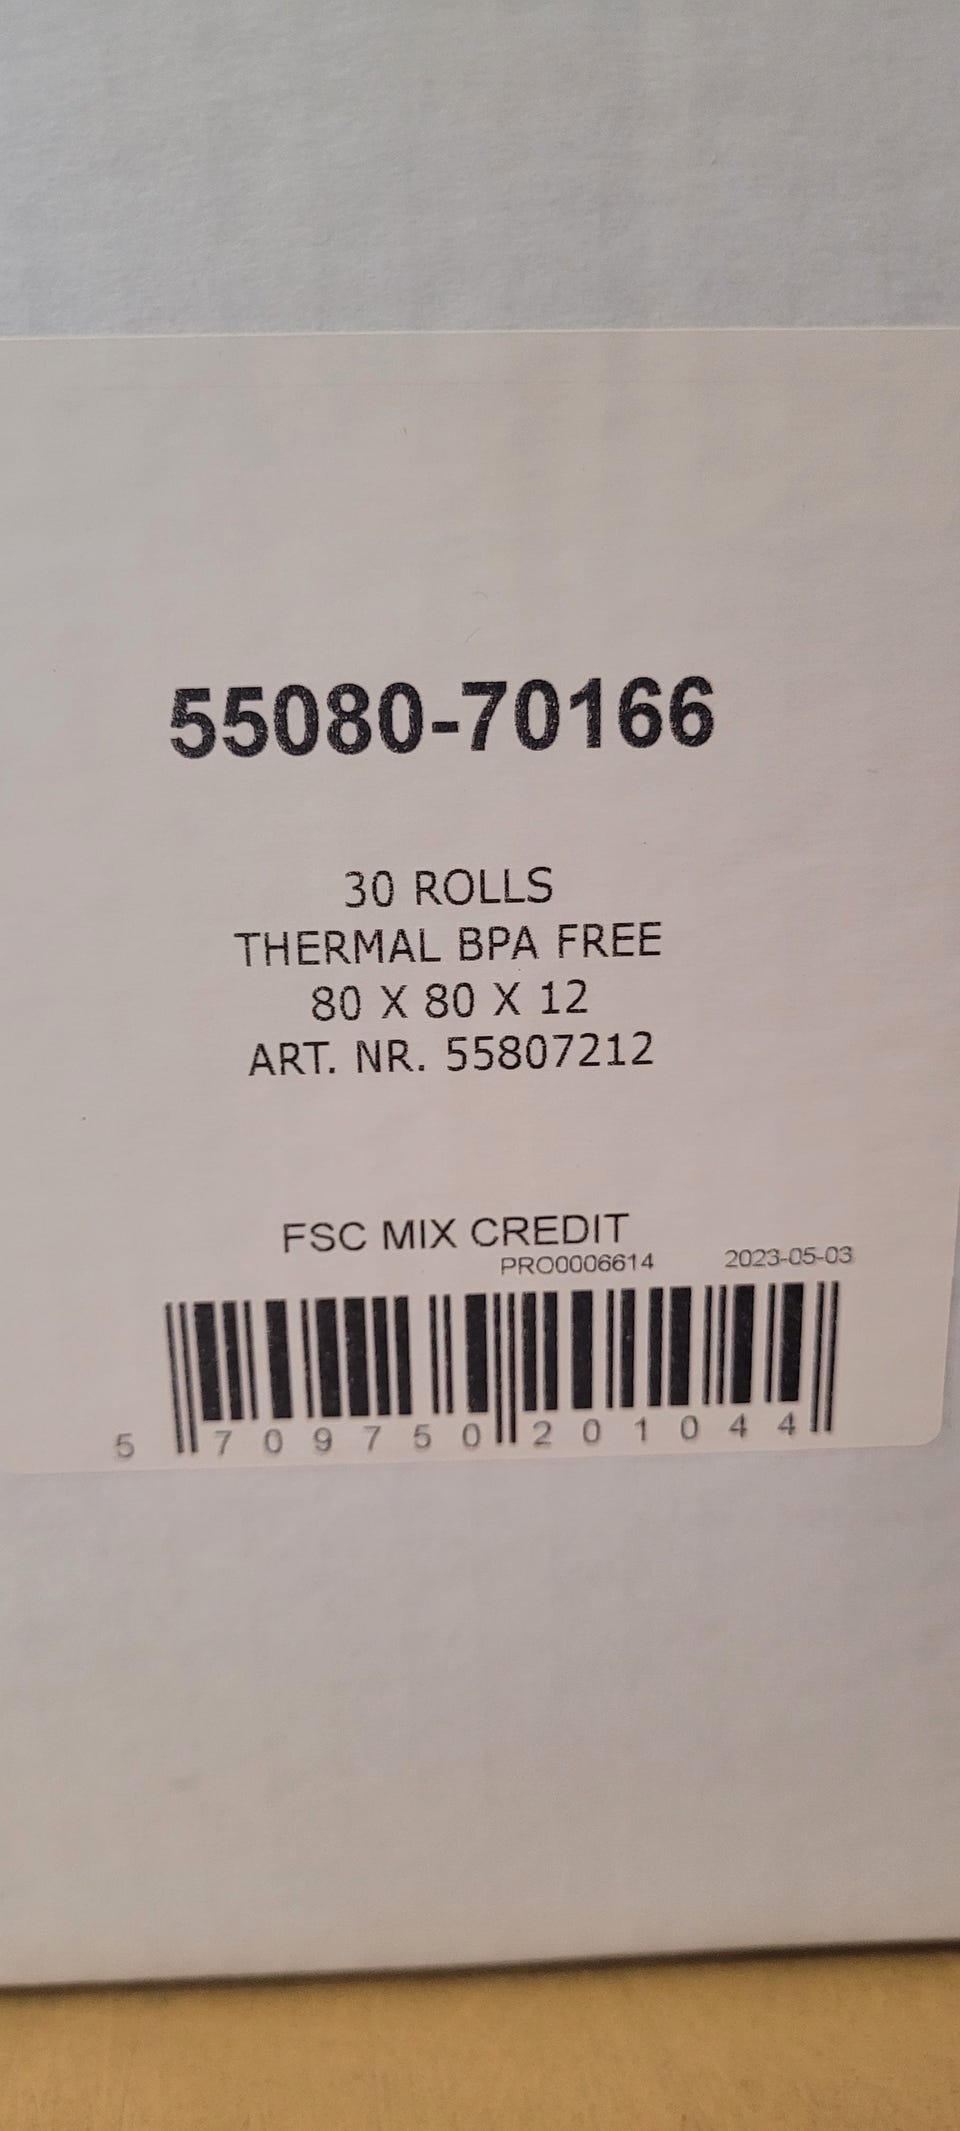 55080-70166
30 ROLLS
THERMAL BPA FREE
80 X 80 X 12
ART. NR. 55807212
FSC MIX CREDIT
PRO0006614 2023-05-03
5 709750 201044